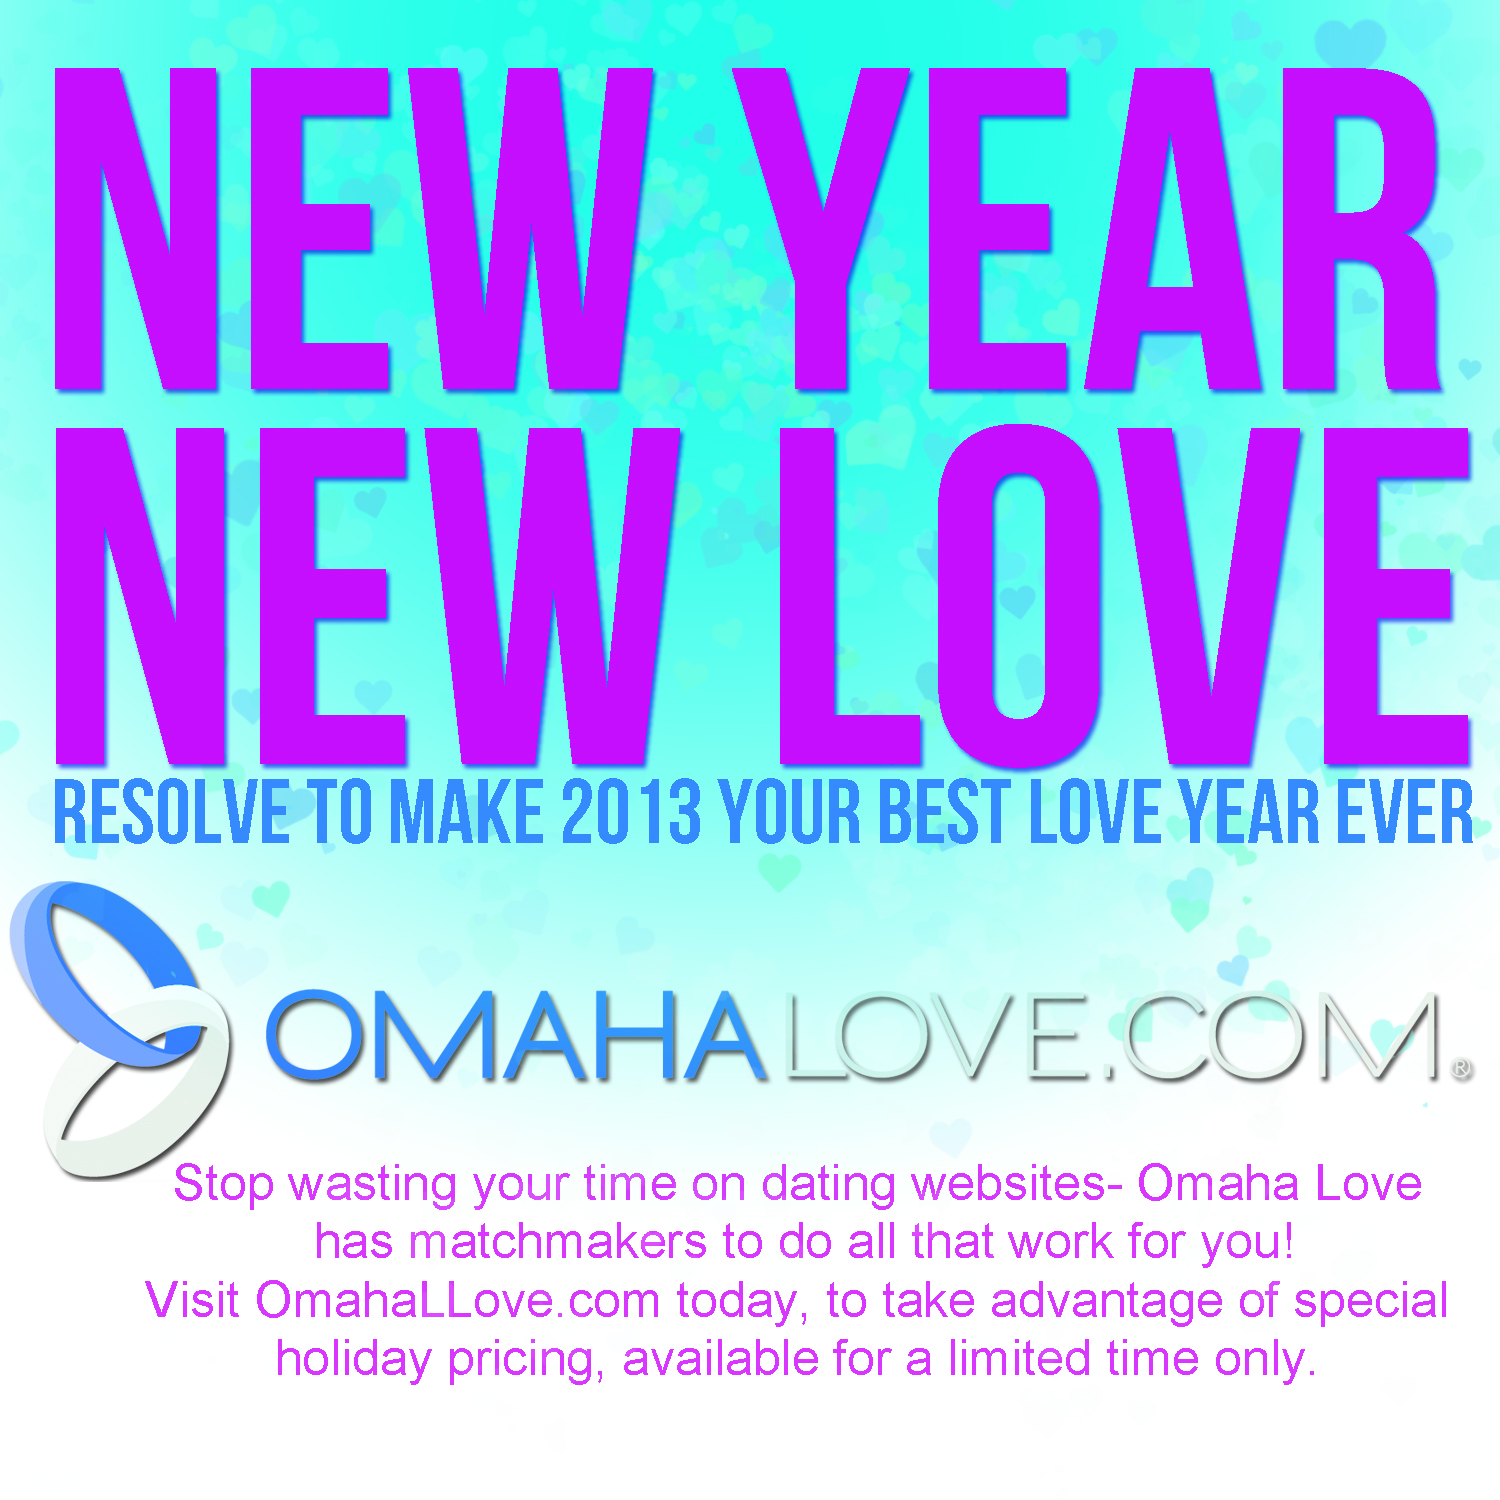 NEW YEAR
NEW LOVE
RESOLVE TO MAKE 2013 YOUR BEST LOVE YEAR EVER
OMAHALOVE.COM®
Stop wasting your time on dating websites- Omaha Love
has matchmakers to do all that work for you!
Visit OmahaLLove.com today, to take advantage of special
holiday pricing, available for a limited time only.